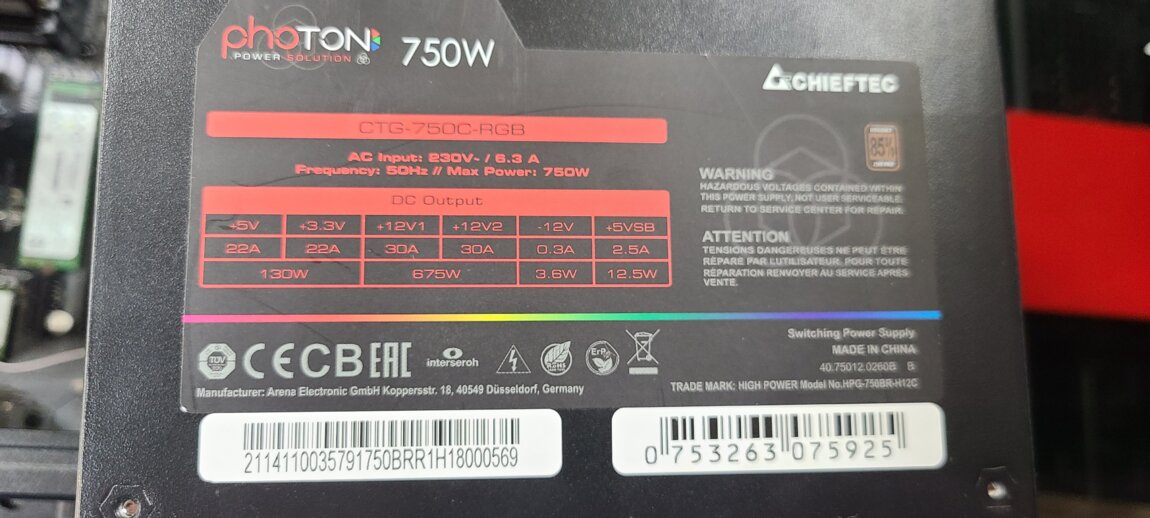 photon 750W
POWER SOLUTION
CHIEFTEC
CTG-750C-RGB
AC Input: 230V~ / 6.3 A
Frequency: 50Hz // Max Power: 750W
DC Output
+5V +3.3V +12V1 +12V2 -12V +5VSB
22A 22A 30A 30A 0.3A 2.5A
130W 675W 3.6W 12.5W
85%
WARNING
HAZARDOUS VOLTAGES CONTAINED WITHIN
THIS POWER SUPPLY, NOT USER SERVICEABLE.
RETURN TO SERVICE CENTER FOR REPAIR.
ATTENTION
TENSIONS DANGEREUSES NE PEUT ÊTRE
RÉPARÉ PAR L'UTILISATEUR. POUR TOUTE
RÉPARATION RENVOYER AU SERVICE APRÈS
VENTE.
TÜV CE CB EAC interseroh RoHS ErP
Manufacturer: Arena Electronic GmbH Koppersstr. 18, 40549 Düsseldorf, Germany
Switching Power Supply
MADE IN CHINA
40.75012.0260B B
TRADE MARK: HIGH POWER Model No.HPG-750BR-H12C
2114110035791750BRR1H18000569
0 753263 075925